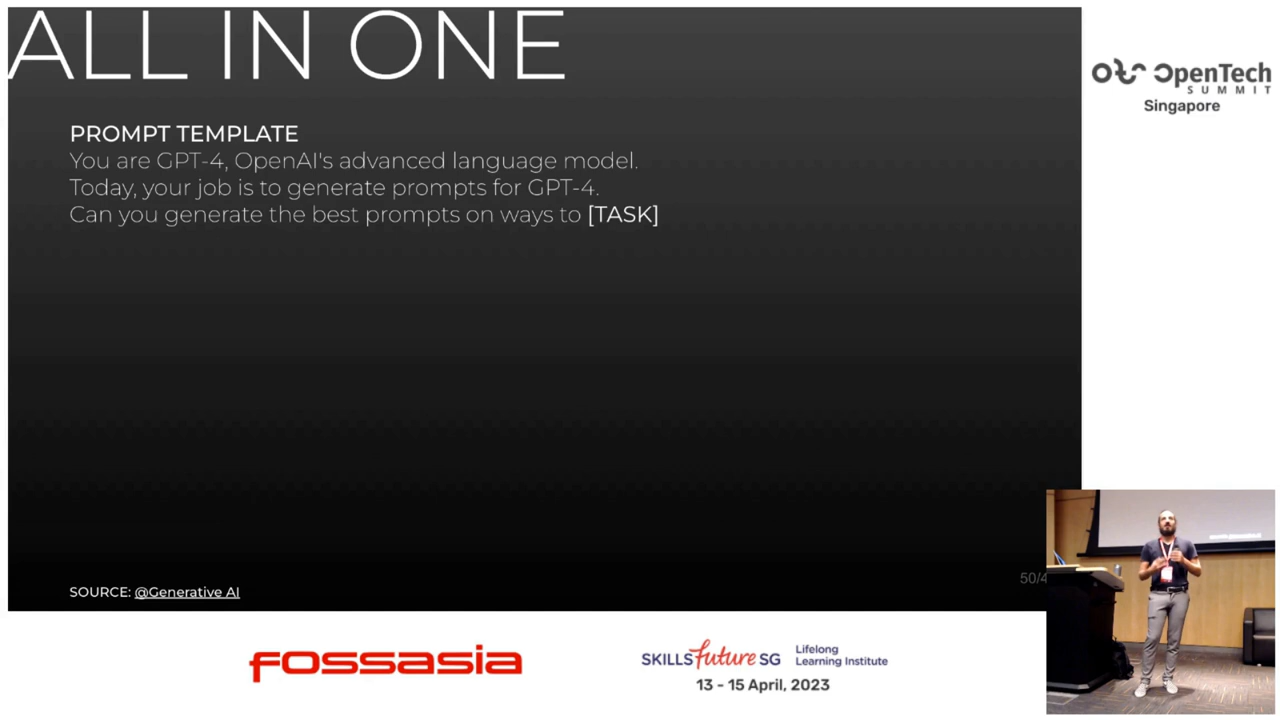 ALL IN ONE
PROMPT TEMPLATE
You are GPT-4, OpenAI's advanced language model.
Today, your job is to generate prompts for GPT-4.
Can you generate the best prompts on ways to [TASK]
SOURCE: @Generative AI
50/4
OpenTech
SUMMIT
Singapore
fossasia
SKILLSfuture SG
Lifelong
Learning Institute
13 - 15 April, 2023